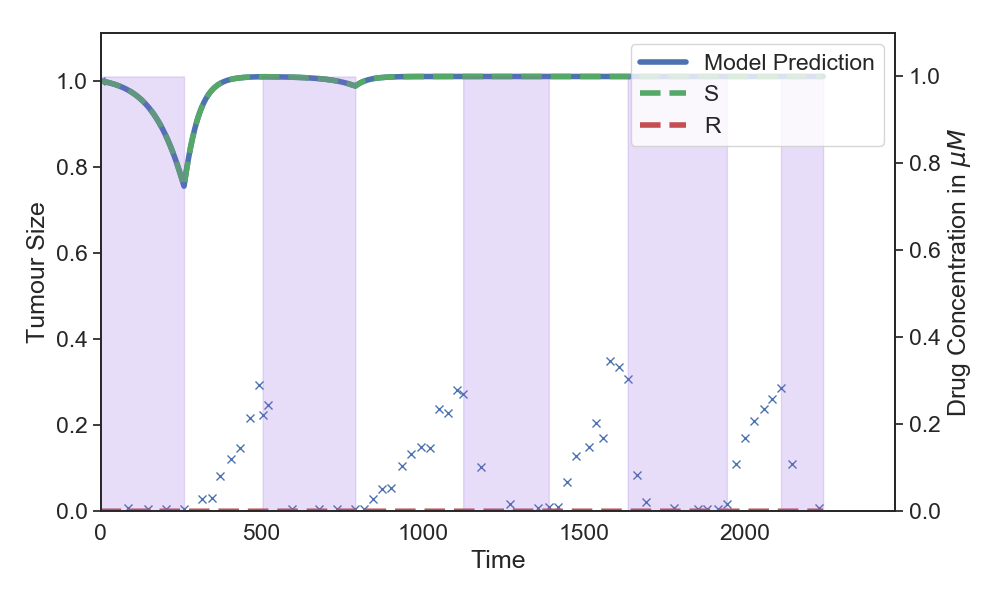 Model Prediction
S
R
1.0
0.8
0.6
0.4
0.2
0.0
Tumour Size
1.0
0.8
0.6
0.4
0.2
0.0
Drug Concentration in μM
0
500
1000
1500
2000
Time